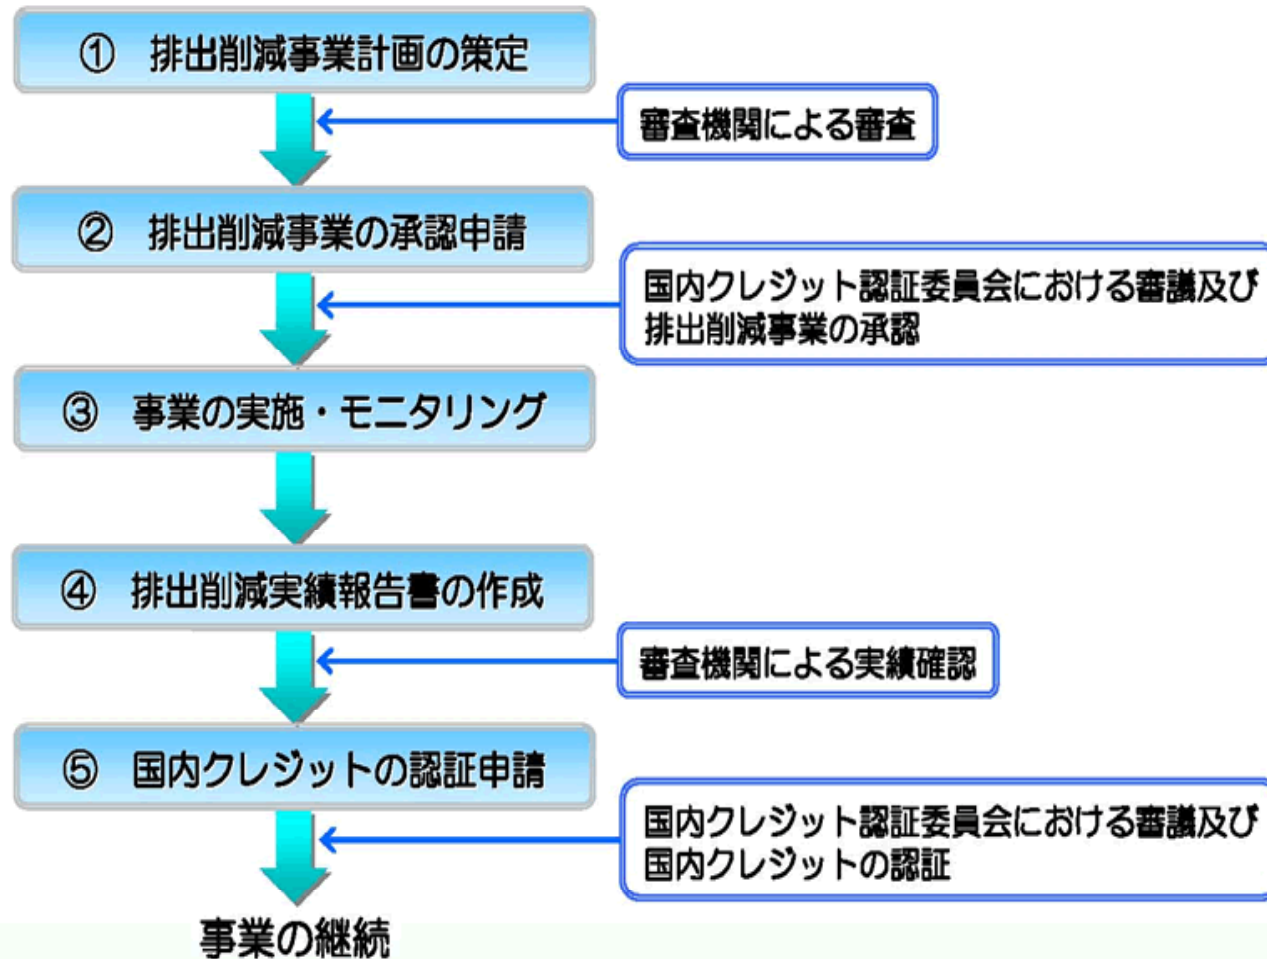 ① 排出削減事業計画の策定
審査機関による審査
② 排出削減事業の承認申請
国内クレジット認証委員会における審議及び
排出削減事業の承認
③ 事業の実施・モニタリング
④ 排出削減実績報告書の作成
審査機関による実績確認
⑤ 国内クレジットの認証申請
国内クレジット認証委員会における審議及び
国内クレジットの認証
事業の継続